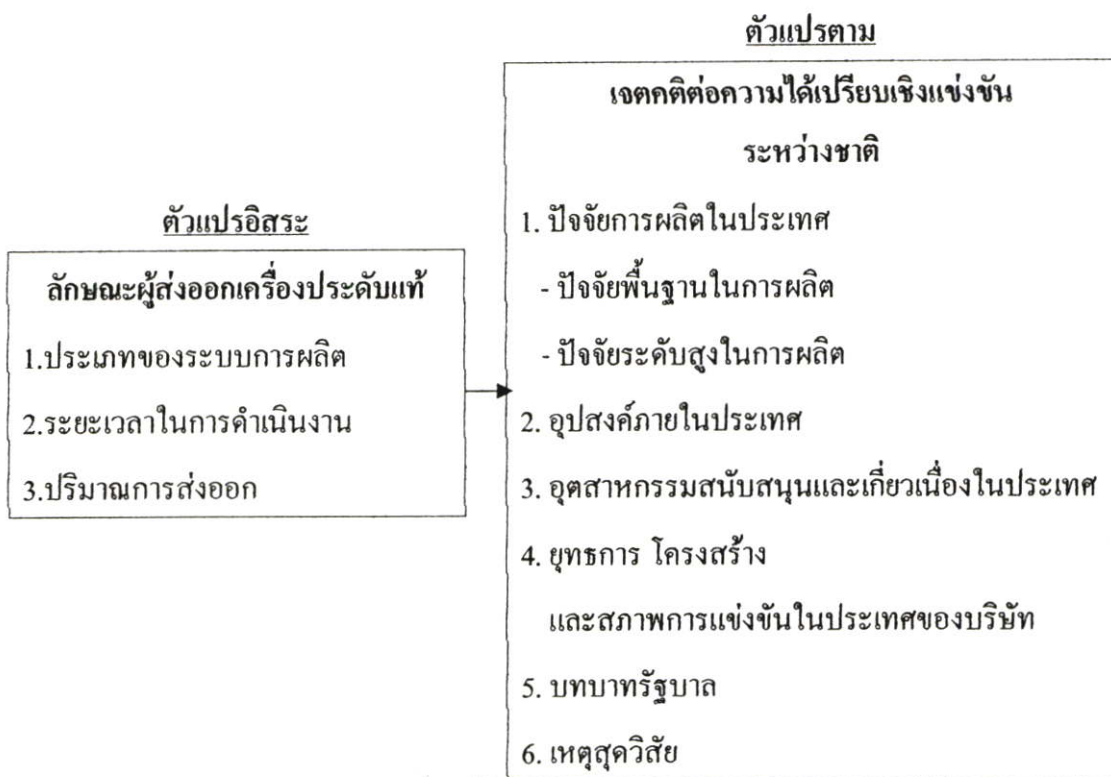 ตัวแปรอิสระ
ลักษณะผู้ส่งออกเครื่องประดับแท้
1.ประเภทของระบบการผลิต
2.ระยะเวลาในการดำเนินงาน
3.ปริมาณการส่งออก
ตัวแปรตาม
เจตคติต่อความได้เปรียบเชิงแข่งขัน
ระหว่างชาติ
1. ปัจจัยการผลิตในประเทศ
- ปัจจัยพื้นฐานในการผลิต
- ปัจจัยระดับสูงในการผลิต
2. อุปสงค์ภายในประเทศ
3. อุตสาหกรรมสนับสนุนและเกี่ยวเนื่องในประเทศ
4. ยุทธการ โครงสร้าง
และสภาพการแข่งขันในประเทศของบริษัท
5. บทบาทรัฐบาล
6. เหตุสุดวิสัย